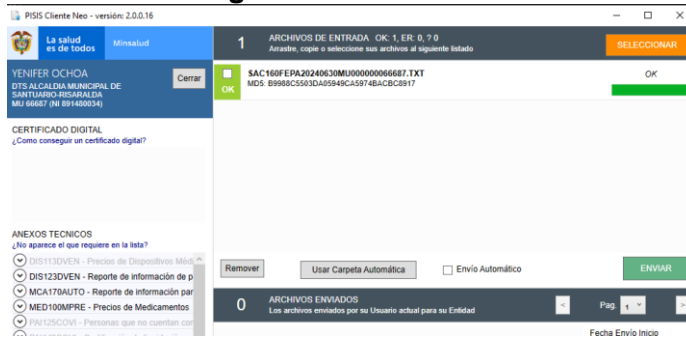 PISIS Cliente Neo - versión: 2.0.0.16
La salud
es de todos
Minsalud
1
ARCHIVOS DE ENTRADA OK: 1, ER: 0, ? 0
Arrastre, copie o seleccione sus archivos al siguiente listado
SELECCIONAR
YENIFER OCHOA
DTS ALCALDIA MUNICIPAL DE
SANTUARIO-RISARALDA
MU 66687 (NI 891480034)
Cerrar
OK
SAC160FEPA20240630MU000000066687.TXT
MD5: B9988C5503DA05949CA5974BACBC8917
OK
CERTIFICADO DIGITAL
¿Como conseguir un certificado digital?
ANEXOS TECNICOS
¿No aparece el que requiere en la lista?
DIS113DVEN - Precios de Dispositivos Médi
DIS123DVEN - Reporte de información de p
MCA170AUTO - Reporte de información par
MED100MPRE - Precios de Medicamentos
PAI125COVI - Personas que no cuentan con
Remover
Usar Carpeta Automática
Envío Automático
ENVIAR
0
ARCHIVOS ENVIADOS
Los archivos enviados por su Usuario actual para su Entidad
<
Pag. 1
>
Fecha Envío Inicio